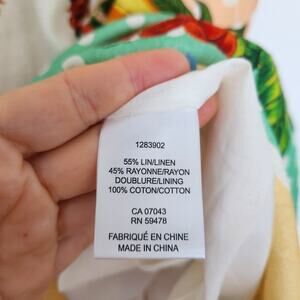 1283902
55% LIN/LINEN
45% RAYONNE/RAYON
DOUBLURE/LINING
100% COTON/COTTON
CA 07043
RN 59478
FABRIQUÉ EN CHINE
MADE IN CHINA